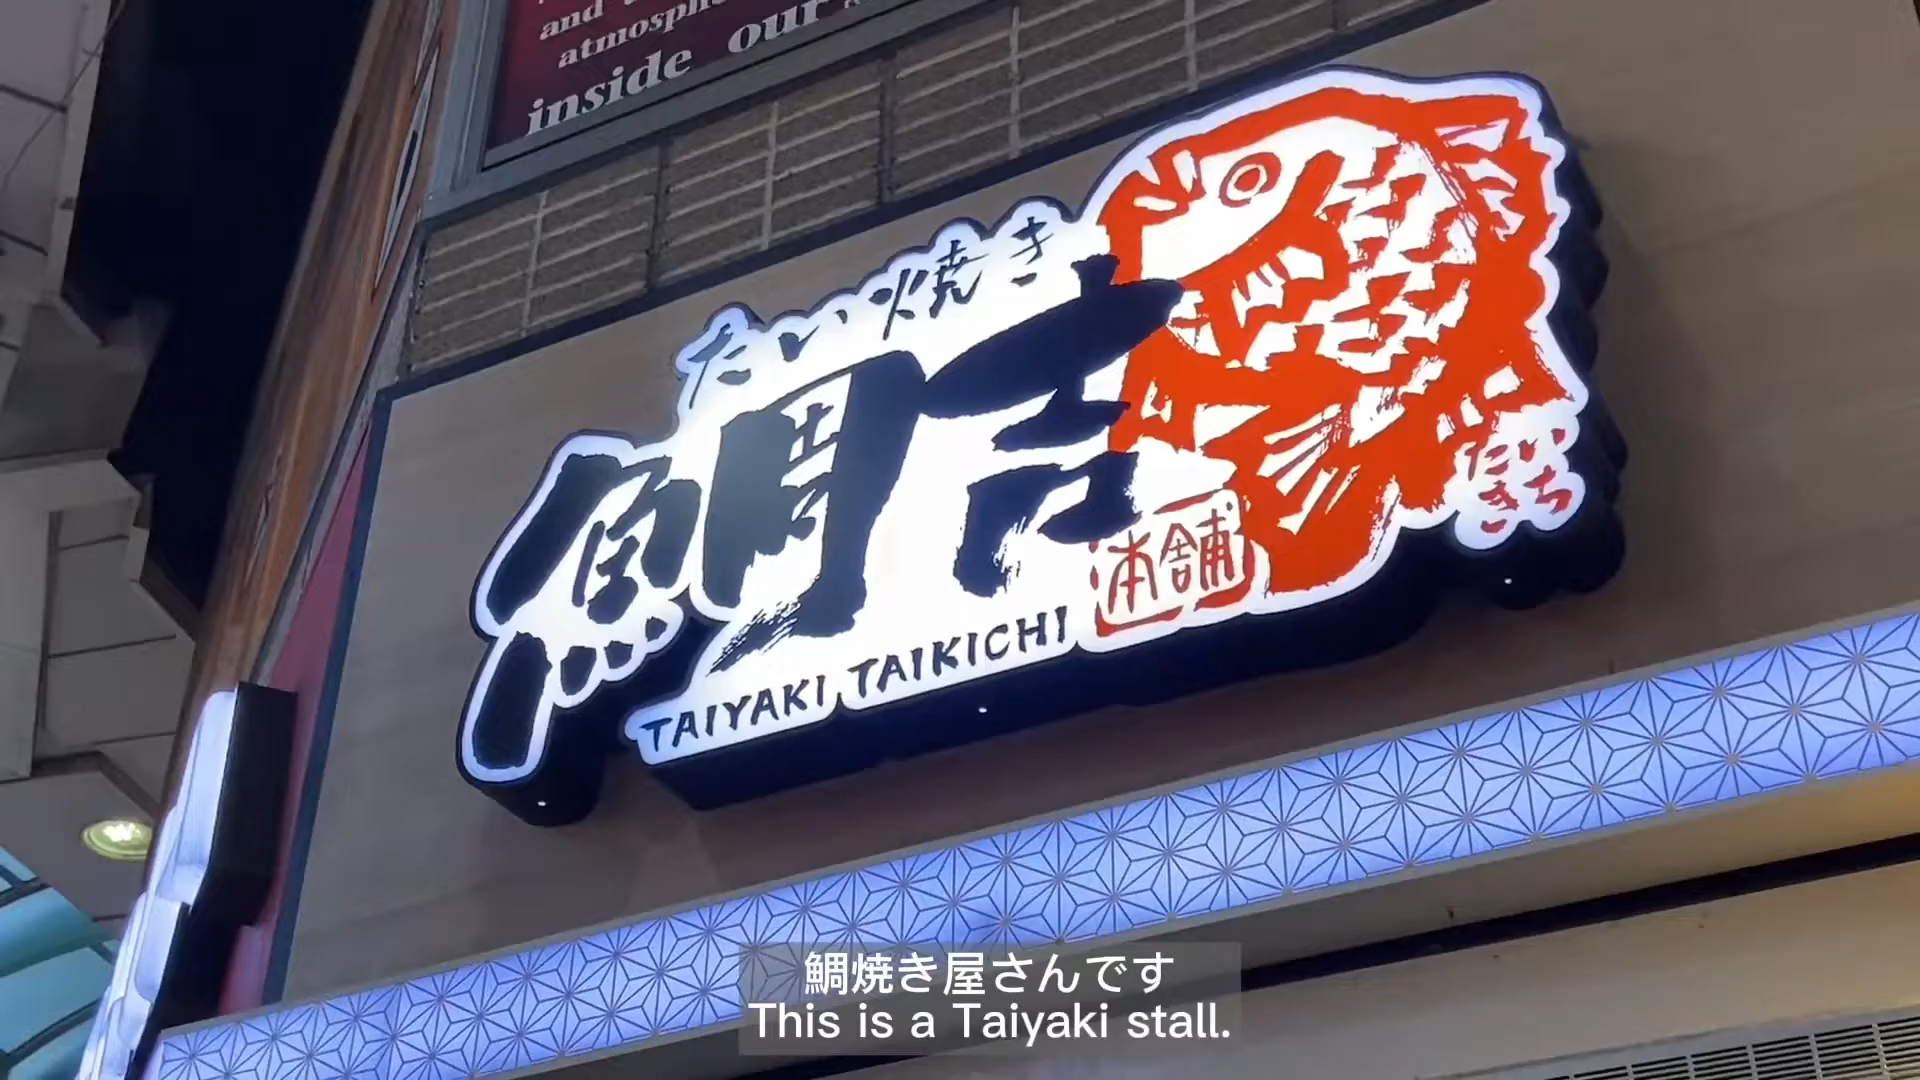 and
atmosph
inside our
たい焼き
鯛吉
本舗
たい
きち
TAIYAKI TAIKICHI
鯛焼き屋さんです
This is a Taiyaki stall.